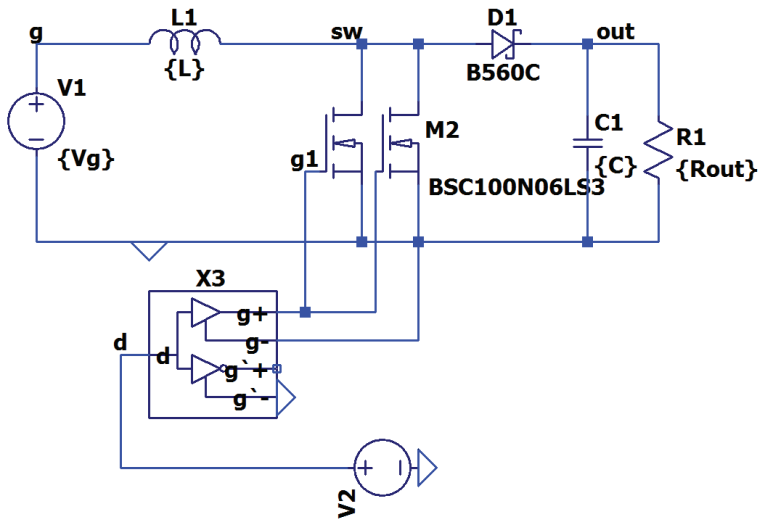 L1
D1
g
sw
out
{L}
B560C
V1
{Vg}
M2
C1
R1
g1
BSC100N06LS3
{C}
{Rout}
X3
g+
d
d
g-
g`+
g`-
V2